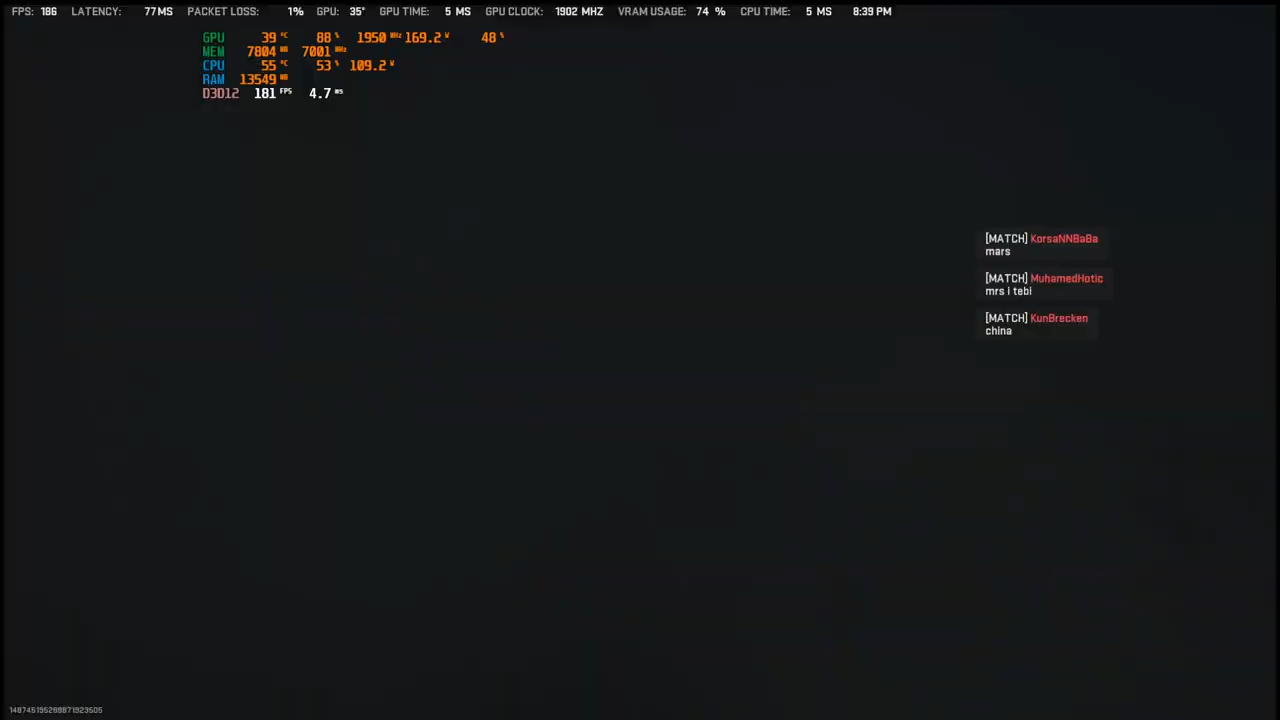 FPS: 186 LATENCY: 77MS PACKET LOSS: 1% GPU: 35° GPU TIME: 5 MS GPU CLOCK: 1902 MHZ VRAM USAGE: 74 % CPU TIME: 5 MS 8:39 PM
GPU 39 °C 88 % 1950 MHz 169.2 W 48 %
MEM 7804 MB 7001 MHz
CPU 55 °C 53 % 109.2 W
RAM 13549 MB
D3D12 181 FPS 4.7 ms
[MATCH] KorsaNNBaBa
mars
[MATCH] MuhamedHotic
mrs i tebi
[MATCH] KunBrecken
china